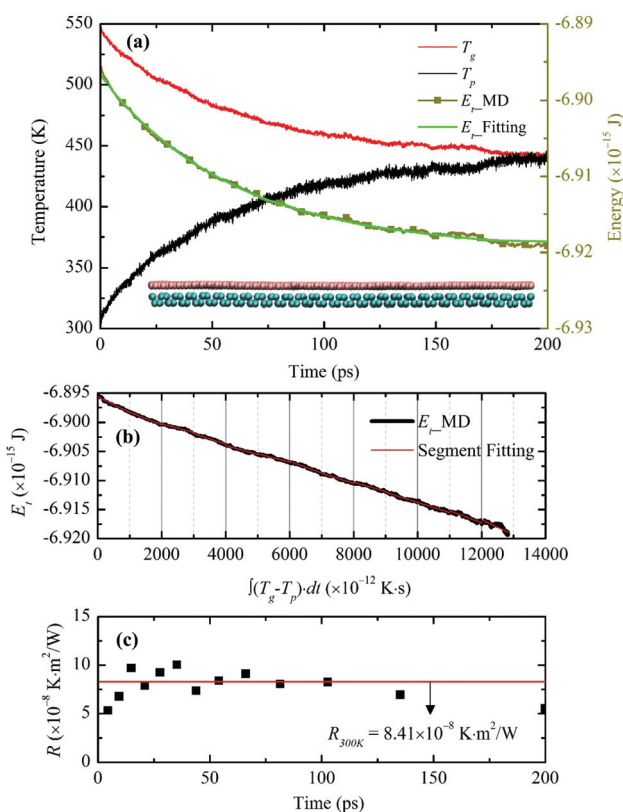 (a)
550
500
450
400
350
300
Temperature (K)
T_g
T_p
E_t_MD
E_t_Fitting
-6.89
-6.90
-6.91
-6.92
-6.93
Energy (×10⁻¹⁵ J)
0 50 100 150 200
Time (ps)
(b)
-6.895
-6.900
-6.905
-6.910
-6.915
-6.920
E_t (×10⁻¹⁵ J)
E_t_MD
Segment Fitting
0 2000 4000 6000 8000 10000 12000 14000
∫(T_g-T_p)·dt (×10⁻¹² K·s)
(c)
15
10
5
0
R (×10⁻⁸ K·m²/W)
R_300K = 8.41×10⁻⁸ K·m²/W
0 50 100 150 200
Time (ps)